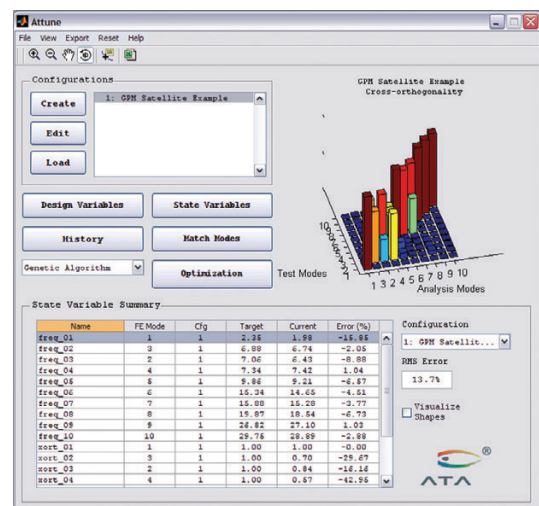 Attune
File View Export Reset Help
Configurations
Create
Edit
Load
1: GPM Satellite Example
GPM Satellite Example
Cross-orthogonality
Design Variables State Variables
History Match Modes
Genetic Algorithm Optimization
Test Modes
1 3 2 4 5 6 7 8 9 10
Analysis Modes
State Variable Summary
Name FE Mode Cfg Target Current Error (%)
freq_01 1 1 2.35 1.98 -15.85
freq_02 3 1 6.88 6.74 -2.05
freq_03 2 1 7.06 6.43 -8.88
freq_04 4 1 7.34 7.42 1.04
freq_05 5 1 9.86 9.21 -6.57
freq_06 6 1 15.34 14.65 -4.51
freq_07 7 1 15.88 15.28 -3.77
freq_08 8 1 19.87 18.54 -6.73
freq_09 9 1 26.82 27.10 1.03
freq_10 10 1 29.75 28.89 -2.88
xort_01 1 1 1.00 1.00 -0.00
xort_02 3 1 1.00 0.70 -29.67
xort_03 2 1 1.00 0.84 -16.16
xort_04 4 1 1.00 0.57 -42.95
Configuration
1: GPM Satellit...
RMS Error
13.7%
Visualize
Shapes
ATA
®